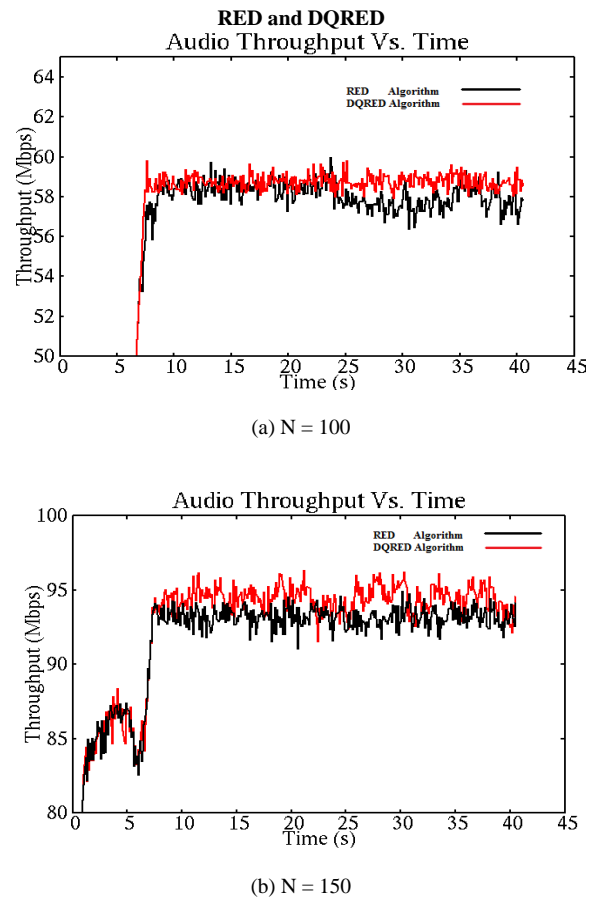 RED and DQRED
Audio Throughput Vs. Time
64
62
60
58
56
54
52
50
Throughput (Mbps)
RED Algorithm
DQRED Algorithm
0 5 10 15 20 25 30 35 40 45
Time (s)
(a) N = 100
Audio Throughput Vs. Time
100
95
90
85
80
Throughput (Mbps)
RED Algorithm
DQRED Algorithm
0 5 10 15 20 25 30 35 40 45
Time (s)
(b) N = 150